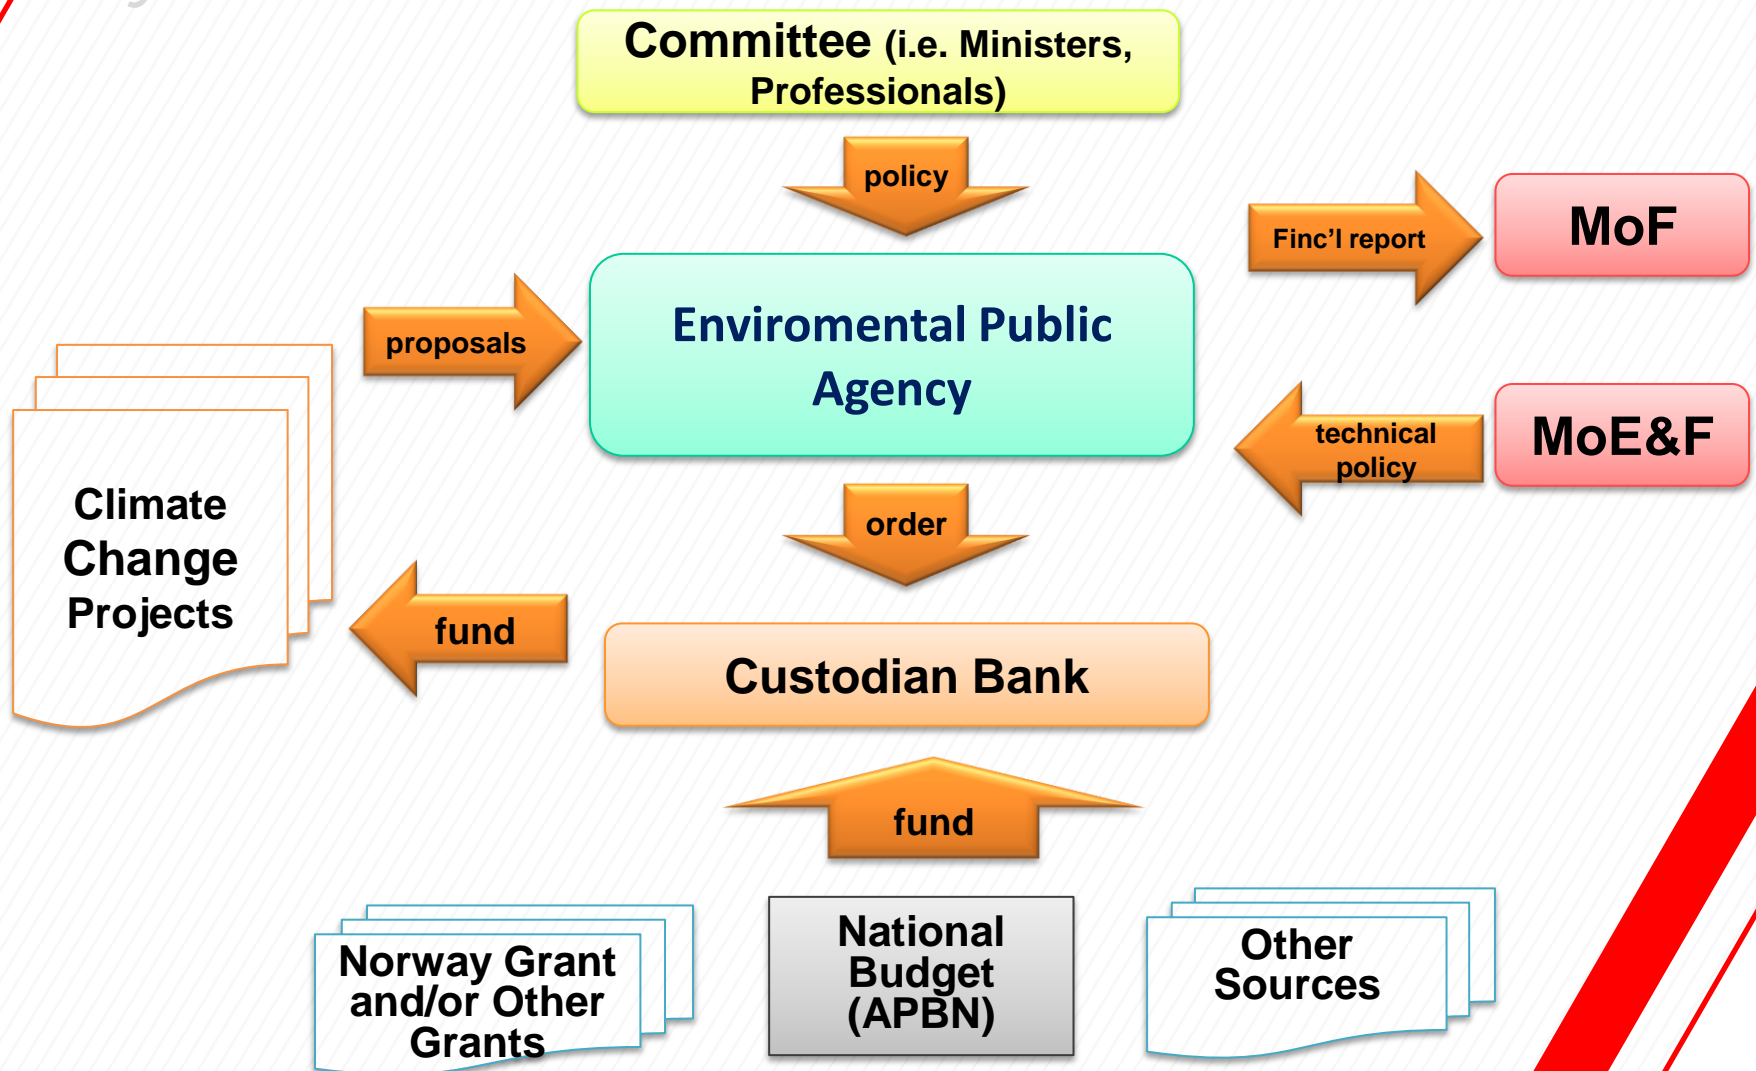 Committee (i.e. Ministers,
Professionals)
policy
Finc'l report
MoF
proposals
Enviromental Public
Agency
technical
policy
MoE&F
Climate
Change
Projects
order
fund
Custodian Bank
fund
Norway Grant
and/or Other
Grants
National
Budget
(APBN)
Other
Sources